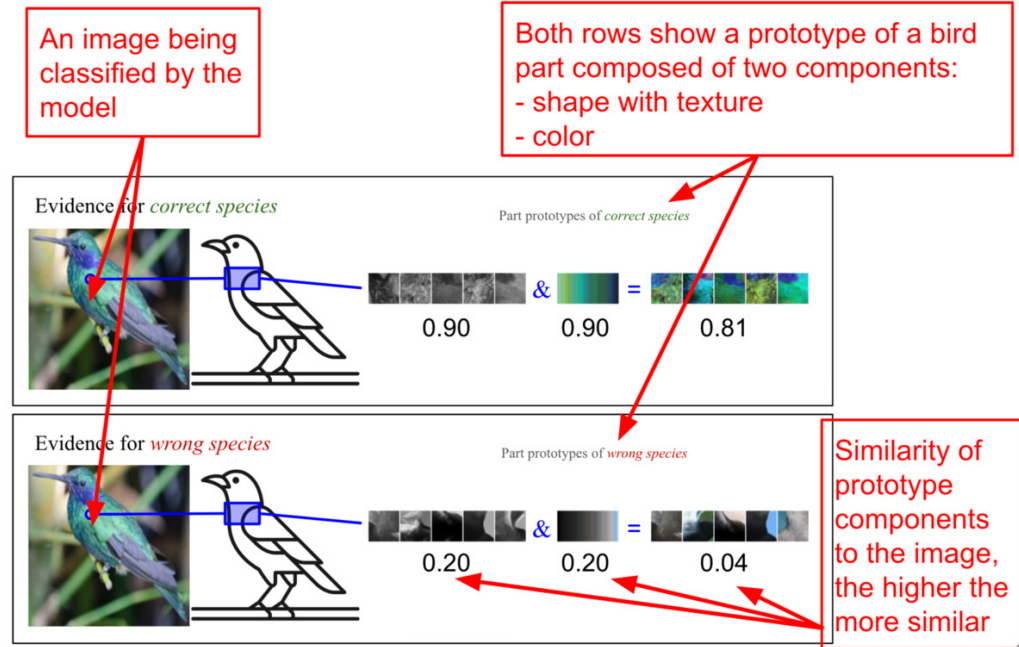 An image being
classified by the
model
Both rows show a prototype of a bird
part composed of two components:
- shape with texture
- color
Evidence for correct species
Part prototypes of correct species
& =
0.90 0.90 0.81
Evidence for wrong species
Part prototypes of wrong species
& =
0.20 0.20 0.04
Similarity of
prototype
components
to the image,
the higher the
more similar